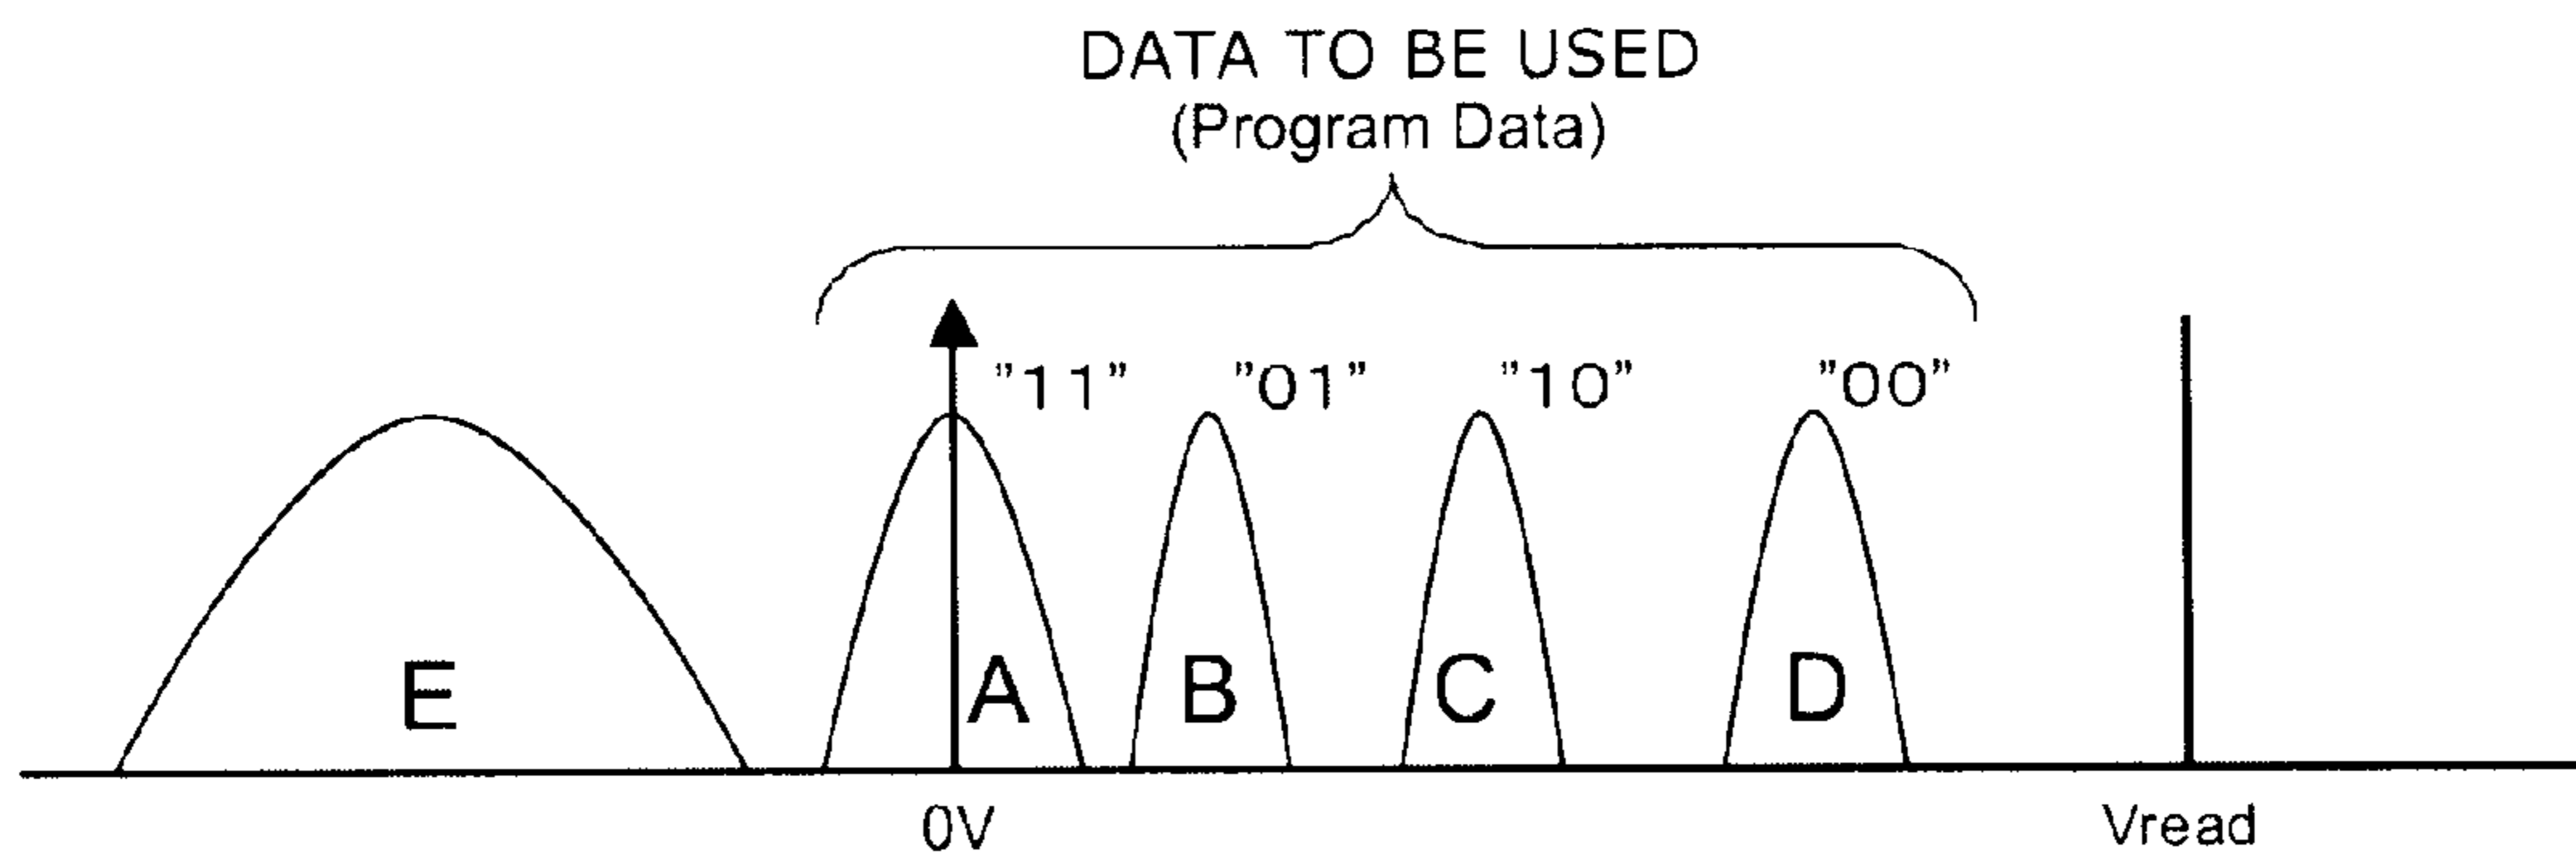 DATA TO BE USED
(Program Data)
"11" "01" "10" "00"
E A B C D
0V Vread